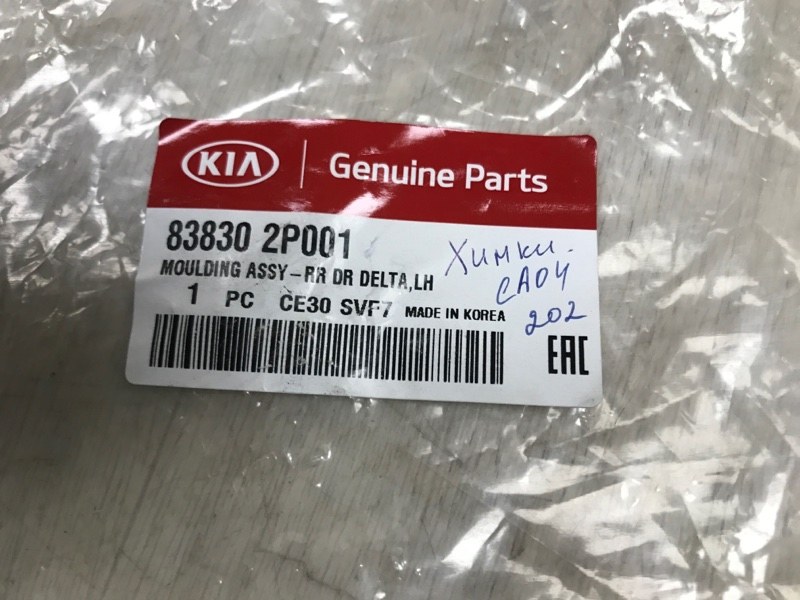 KIA Genuine Parts
83830 2P001
MOULDING ASSY-RR DR DELTA,LH
1 PC CE30 SVF7 MADE IN KOREA
Химки.
СА04
202
EAC